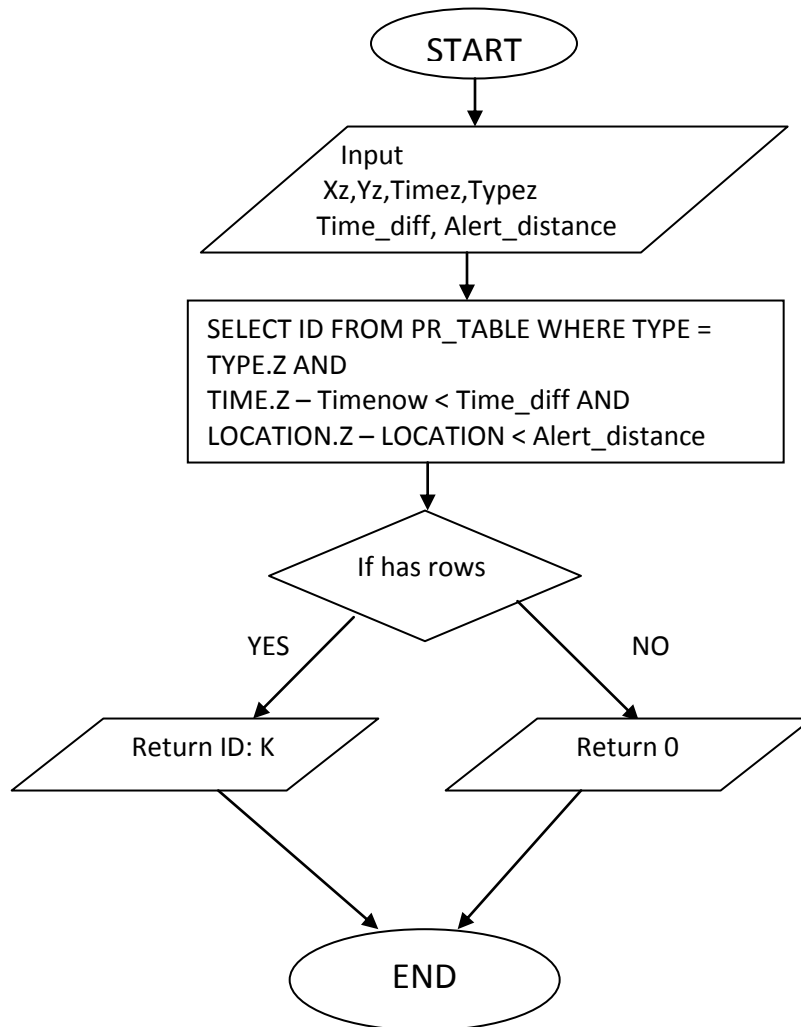 START
Input
Xz,Yz,Timez,Typez
Time_diff, Alert_distance
SELECT ID FROM PR_TABLE WHERE TYPE =
TYPE.Z AND
TIME.Z – Timenow < Time_diff AND
LOCATION.Z – LOCATION < Alert_distance
If has rows
YES
NO
Return ID: K
Return 0
END